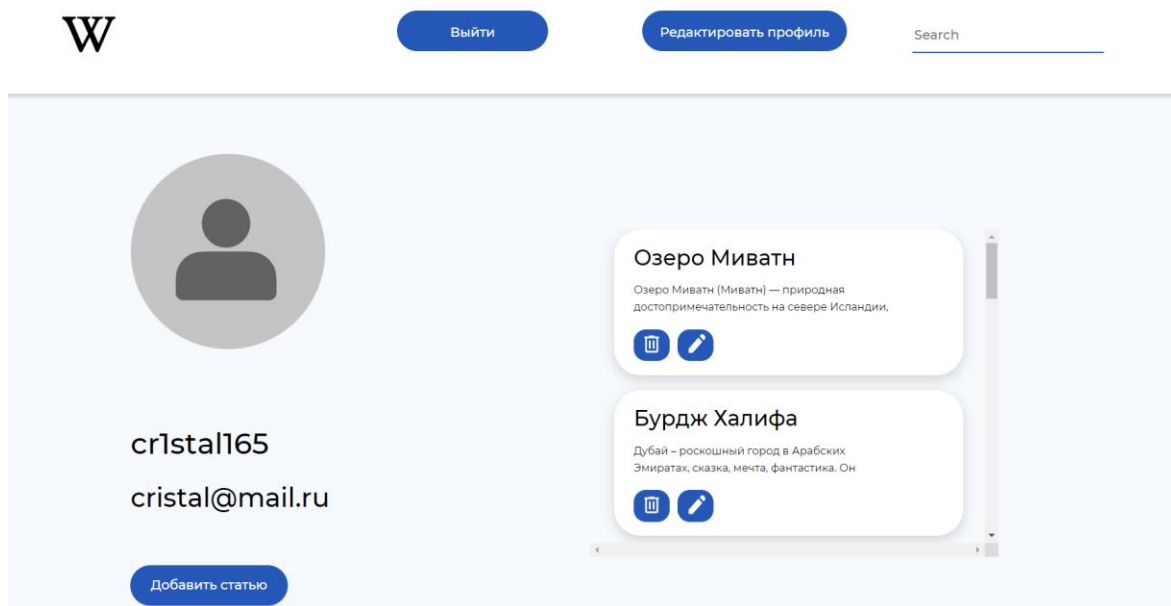 W
Выйти
Редактировать профиль
Search
Озеро Миватн
Озеро Миватн (Миватн) — природная
достопримечательность на севере Исландии,
Бурдж Халифа
Дубай – роскошный город в Арабских
Эмиратах, сказка, мечта, фантастика. Он
cr1stal165
cristal@mail.ru
Добавить статью